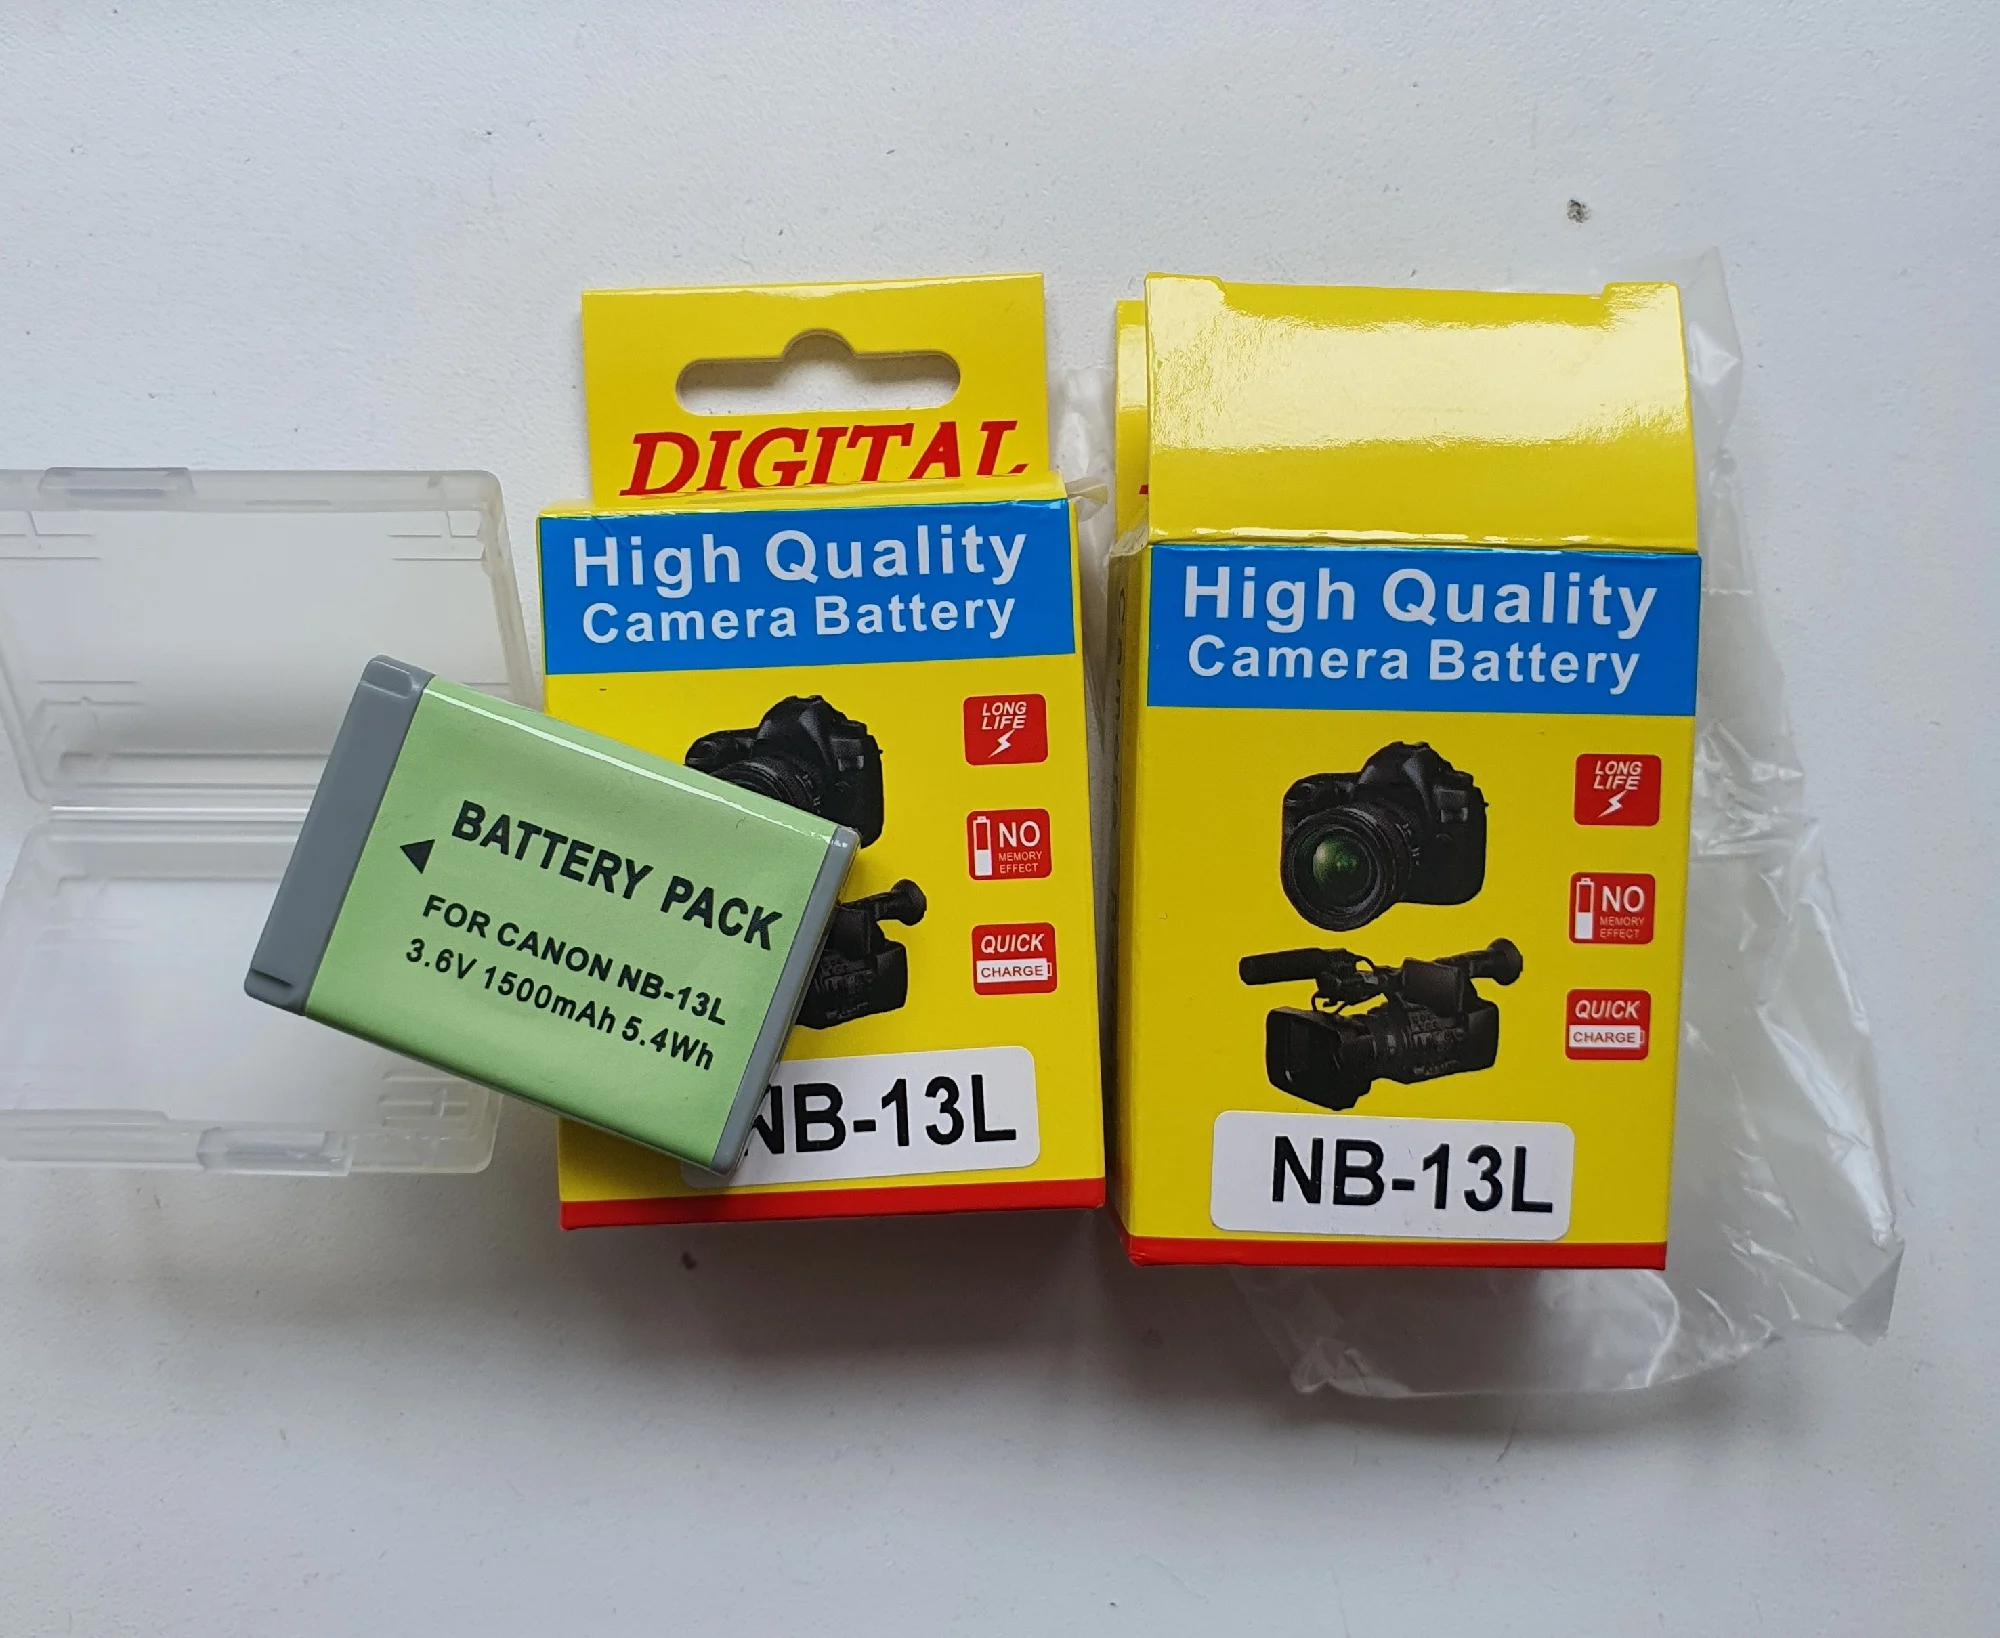 DIGITAL
High Quality
Camera Battery
LONG
LIFE
NO
MEMORY
EFFECT
QUICK
CHARGE
NB-13L
BATTERY PACK
FOR CANON NB-13L
3.6V 1500mAh 5.4Wh
High Quality
Camera Battery
LONG
LIFE
NO
MEMORY
EFFECT
QUICK
CHARGE
NB-13L